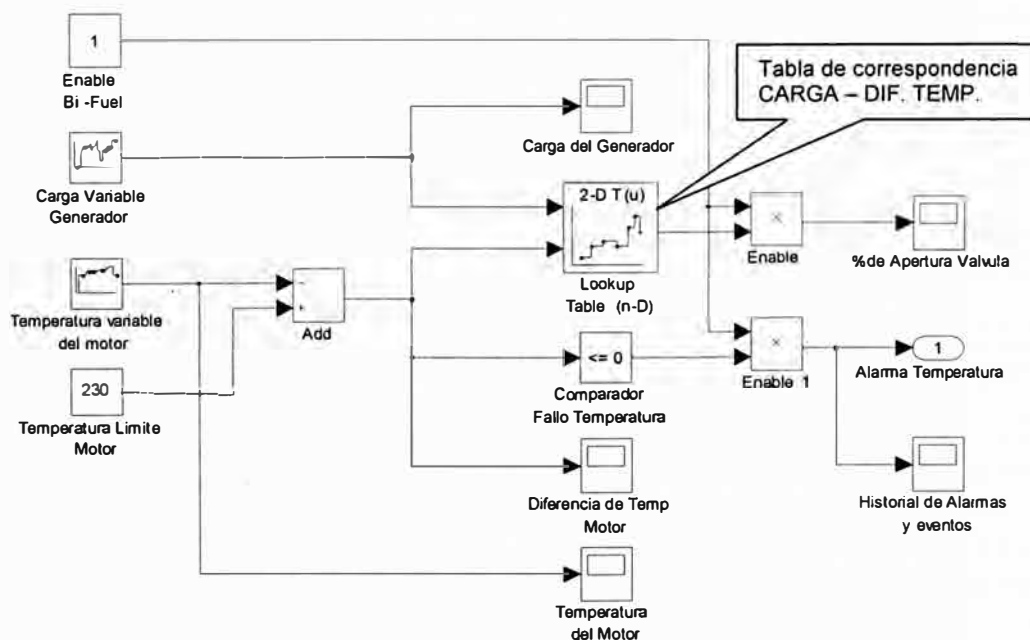 1
Enable
Bi -Fuel
Tabla de correspondencia
CARGA – DIF. TEMP.
Carga del Generador
Carga Variable
Generador
2-D T(u)
Lookup
Table (n-D)
×
Enable
%de Apertura Valvula
Temperatura variable
del motor
−
+
Add
230
Temperatura Limite
Motor
<= 0
Comparador
Fallo Temperatura
×
Enable 1
1
Alarma Temperatura
Diferencia de Temp
Motor
Historial de Alarmas
y eventos
Temperatura
del Motor